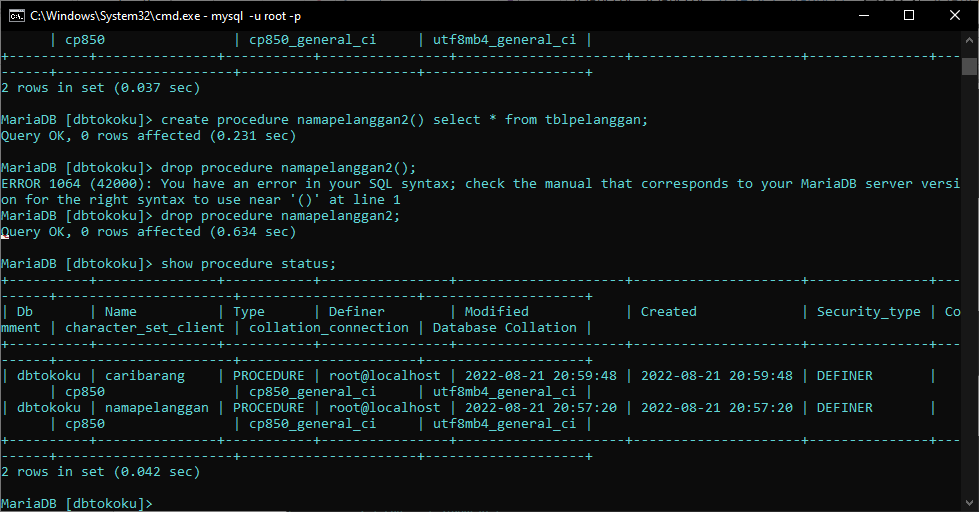 C:\Windows\System32\cmd.exe - mysql  -u root -p
      | cp850                | cp850_general_ci     | utf8mb4_general_ci |
+----------+-----------------+-----------+----------------+---------------------+---------------------+---------------+---
------+----------------------+----------------------+--------------------+
2 rows in set (0.037 sec)
MariaDB [dbtokoku]> create procedure namapelanggan2() select * from tblpelanggan;
Query OK, 0 rows affected (0.231 sec)
MariaDB [dbtokoku]> drop procedure namapelanggan2();
ERROR 1064 (42000): You have an error in your SQL syntax; check the manual that corresponds to your MariaDB server versi
on for the right syntax to use near '()' at line 1
MariaDB [dbtokoku]> drop procedure namapelanggan2;
Query OK, 0 rows affected (0.634 sec)
MariaDB [dbtokoku]> show procedure status;
+----------+-----------------+-----------+----------------+---------------------+---------------------+---------------+---
------+----------------------+----------------------+--------------------+
| Db       | Name          | Type      | Definer        | Modified            | Created             | Security_type | Co
mment | character_set_client | collation_connection | Database Collation |
+----------+-----------------+-----------+----------------+---------------------+---------------------+---------------+---
------+----------------------+----------------------+--------------------+
| dbtokoku | caribarang    | PROCEDURE | root@localhost | 2022-08-21 20:59:48 | 2022-08-21 20:59:48 | DEFINER       |
      | cp850                | cp850_general_ci     | utf8mb4_general_ci |
| dbtokoku | namapelanggan | PROCEDURE | root@localhost | 2022-08-21 20:57:20 | 2022-08-21 20:57:20 | DEFINER       |
      | cp850                | cp850_general_ci     | utf8mb4_general_ci |
+----------+-----------------+-----------+----------------+---------------------+---------------------+---------------+---
------+----------------------+----------------------+--------------------+
2 rows in set (0.042 sec)
MariaDB [dbtokoku]>